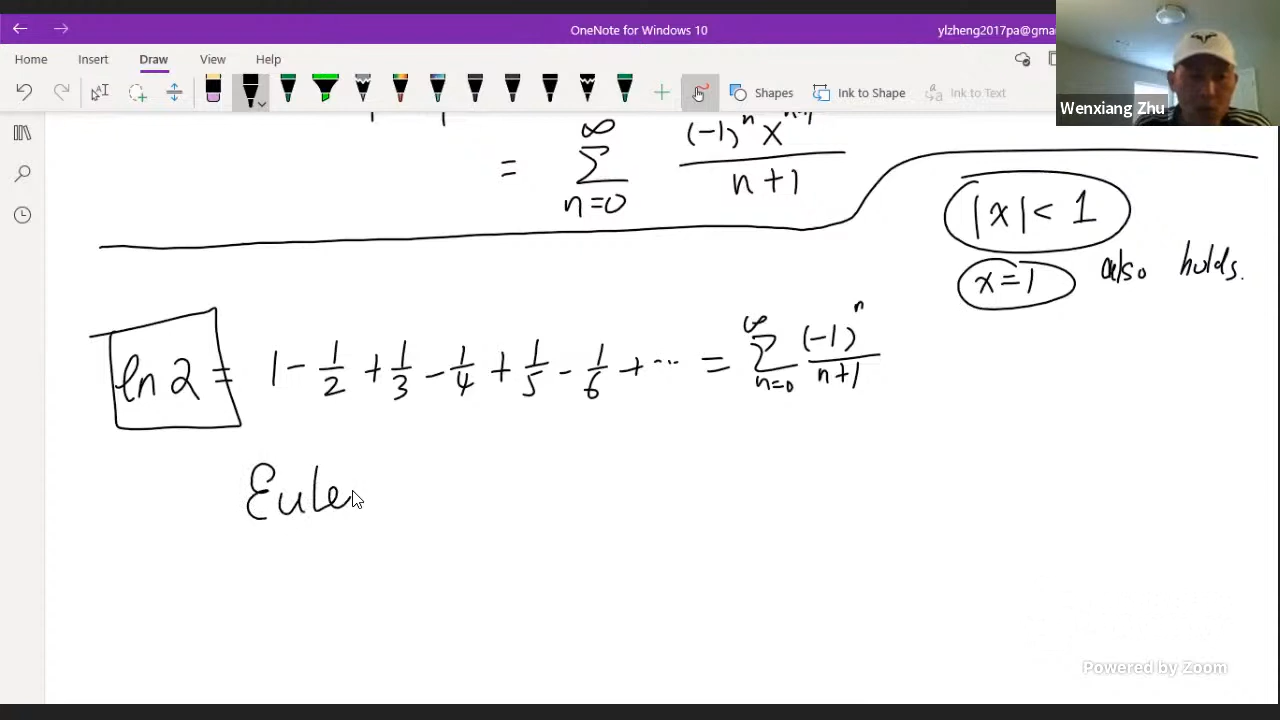 OneNote for Windows 10
ylzheng2017pa@gmai
Home Insert Draw View Help
Shapes Ink to Shape Ink to Text
Wenxiang Zhu
= ∞ Σ n=0 (-1)^n x^n+1 / n+1
|x| < 1
x=1 also holds.
ln 2 = 1 - 1/2 + 1/3 - 1/4 + 1/5 - 1/6 + ... = ∞ Σ n=0 (-1)^n / n+1
Euler
Powered by Zoom